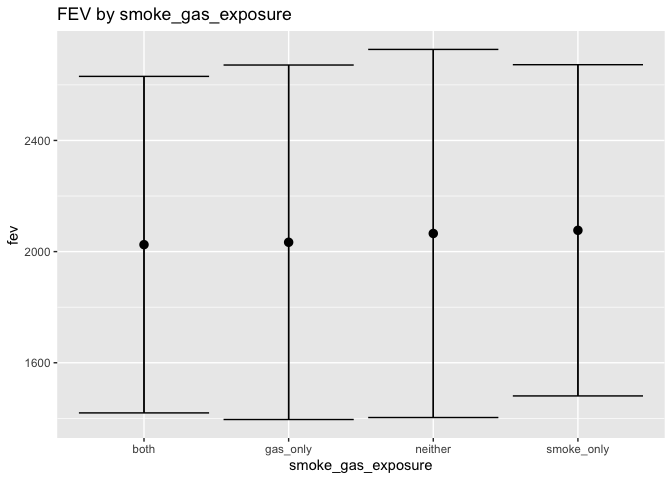 FEV by smoke_gas_exposure
fev
2400
2000
1600
both gas_only neither smoke_only
smoke_gas_exposure